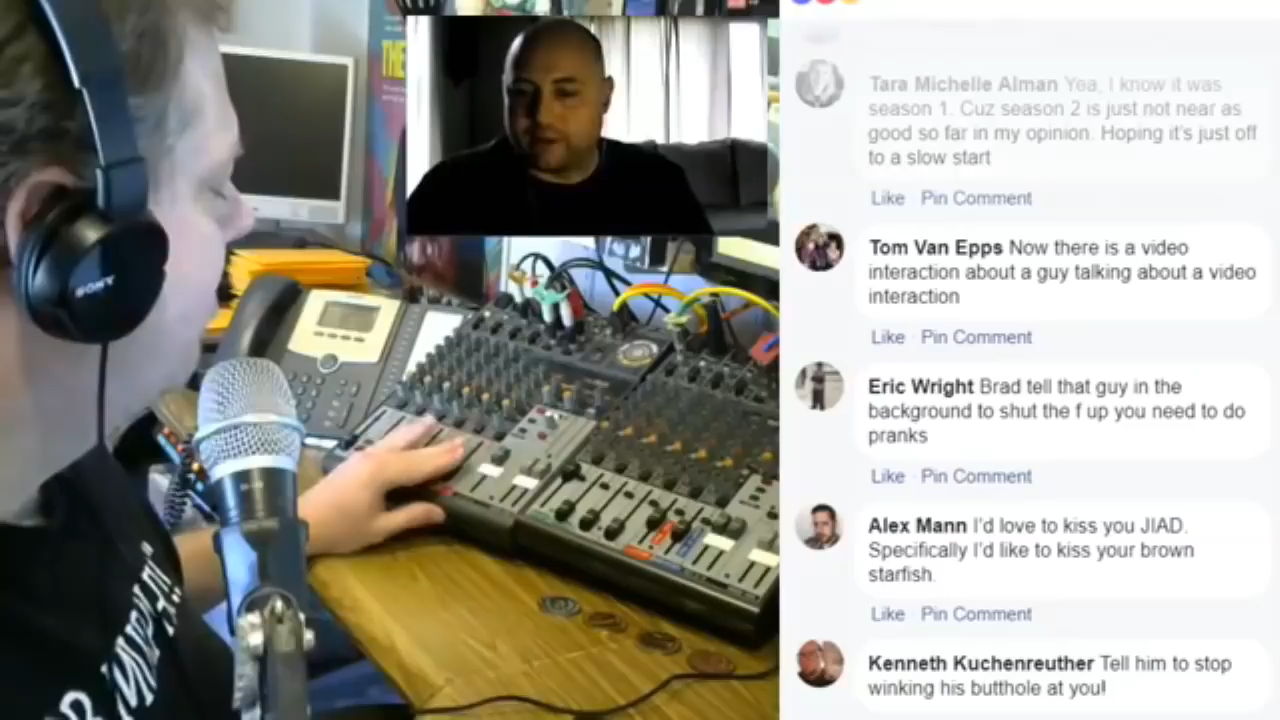 THE
SONY
Tara Michelle Alman Yea, I know it was
season 1. Cuz season 2 is just not near as
good so far in my opinion. Hoping it's just off
to a slow start
Like Pin Comment
Tom Van Epps Now there is a video
interaction about a guy talking about a video
interaction
Like · Pin Comment
Eric Wright Brad tell that guy in the
background to shut the f up you need to do
pranks
Like · Pin Comment
Alex Mann I'd love to kiss you JIAD.
Specifically I'd like to kiss your brown
starfish.
Like Pin Comment
Kenneth Kuchenreuther Tell him to stop
winking his butthole at you!